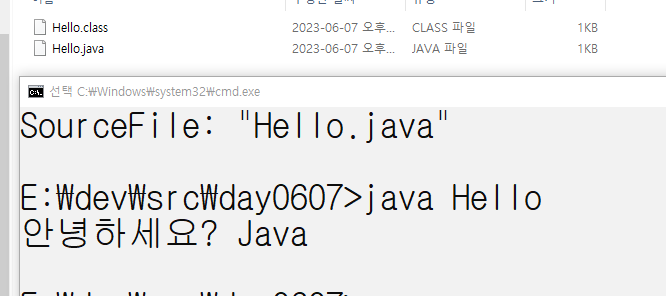 Hello.class 2023-06-07 오후... CLASS 파일 1KB
Hello.java 2023-06-07 오후... JAVA 파일 1KB
선택 C:₩Windows₩system32₩cmd.exe
SourceFile: "Hello.java"
E:₩dev₩src₩day0607>java Hello
안녕하세요? Java